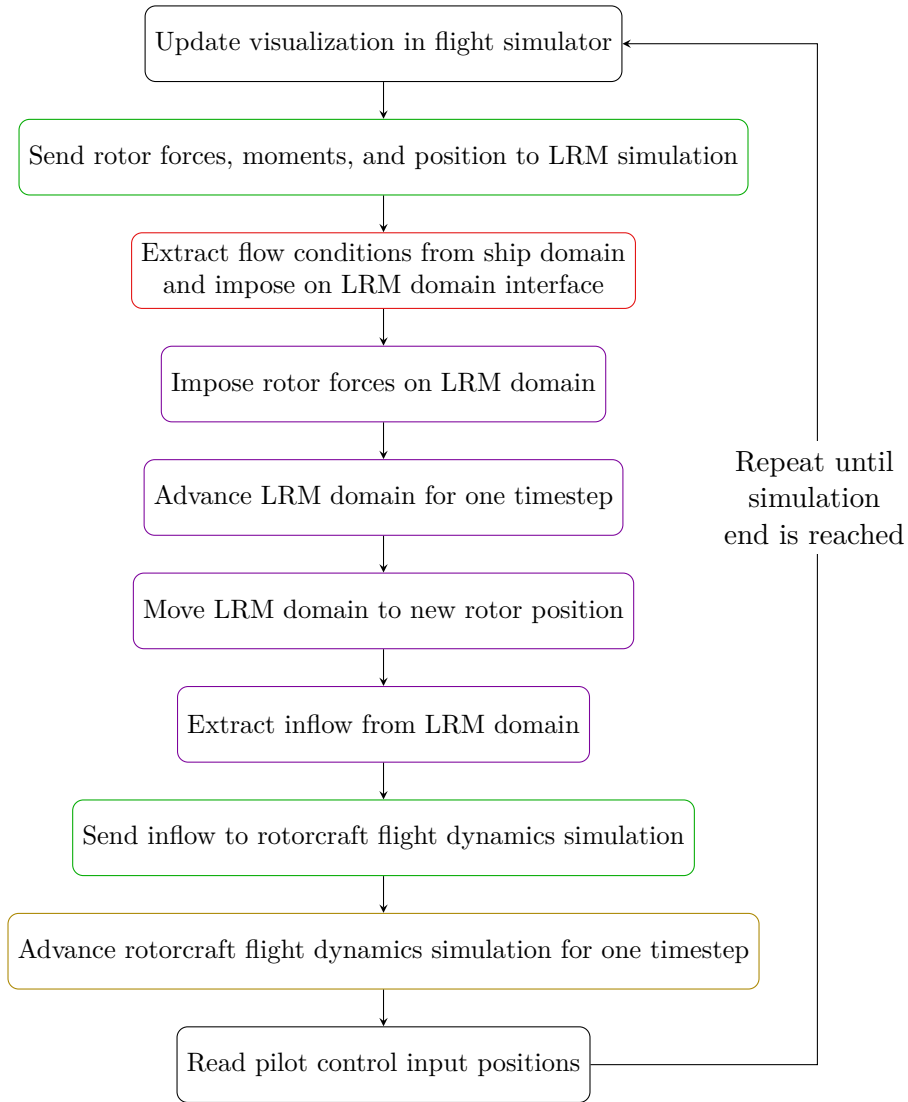 Update visualization in flight simulator
Send rotor forces, moments, and position to LRM simulation
Extract flow conditions from ship domain
and impose on LRM domain interface
Impose rotor forces on LRM domain
Advance LRM domain for one timestep
Move LRM domain to new rotor position
Extract inflow from LRM domain
Send inflow to rotorcraft flight dynamics simulation
Advance rotorcraft flight dynamics simulation for one timestep
Read pilot control input positions
Repeat until
simulation
end is reached